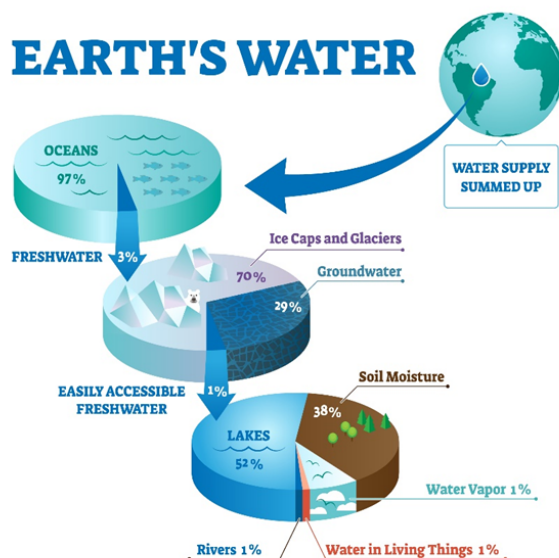 EARTH'S WATER
WATER SUPPLY
SUMMED UP
OCEANS
97%
FRESHWATER
3%
Ice Caps and Glaciers
70%
Groundwater
29%
EASILY ACCESSIBLE
FRESHWATER
1%
Soil Moisture
38%
LAKES
52%
Water Vapor 1%
Rivers 1%
Water in Living Things 1%